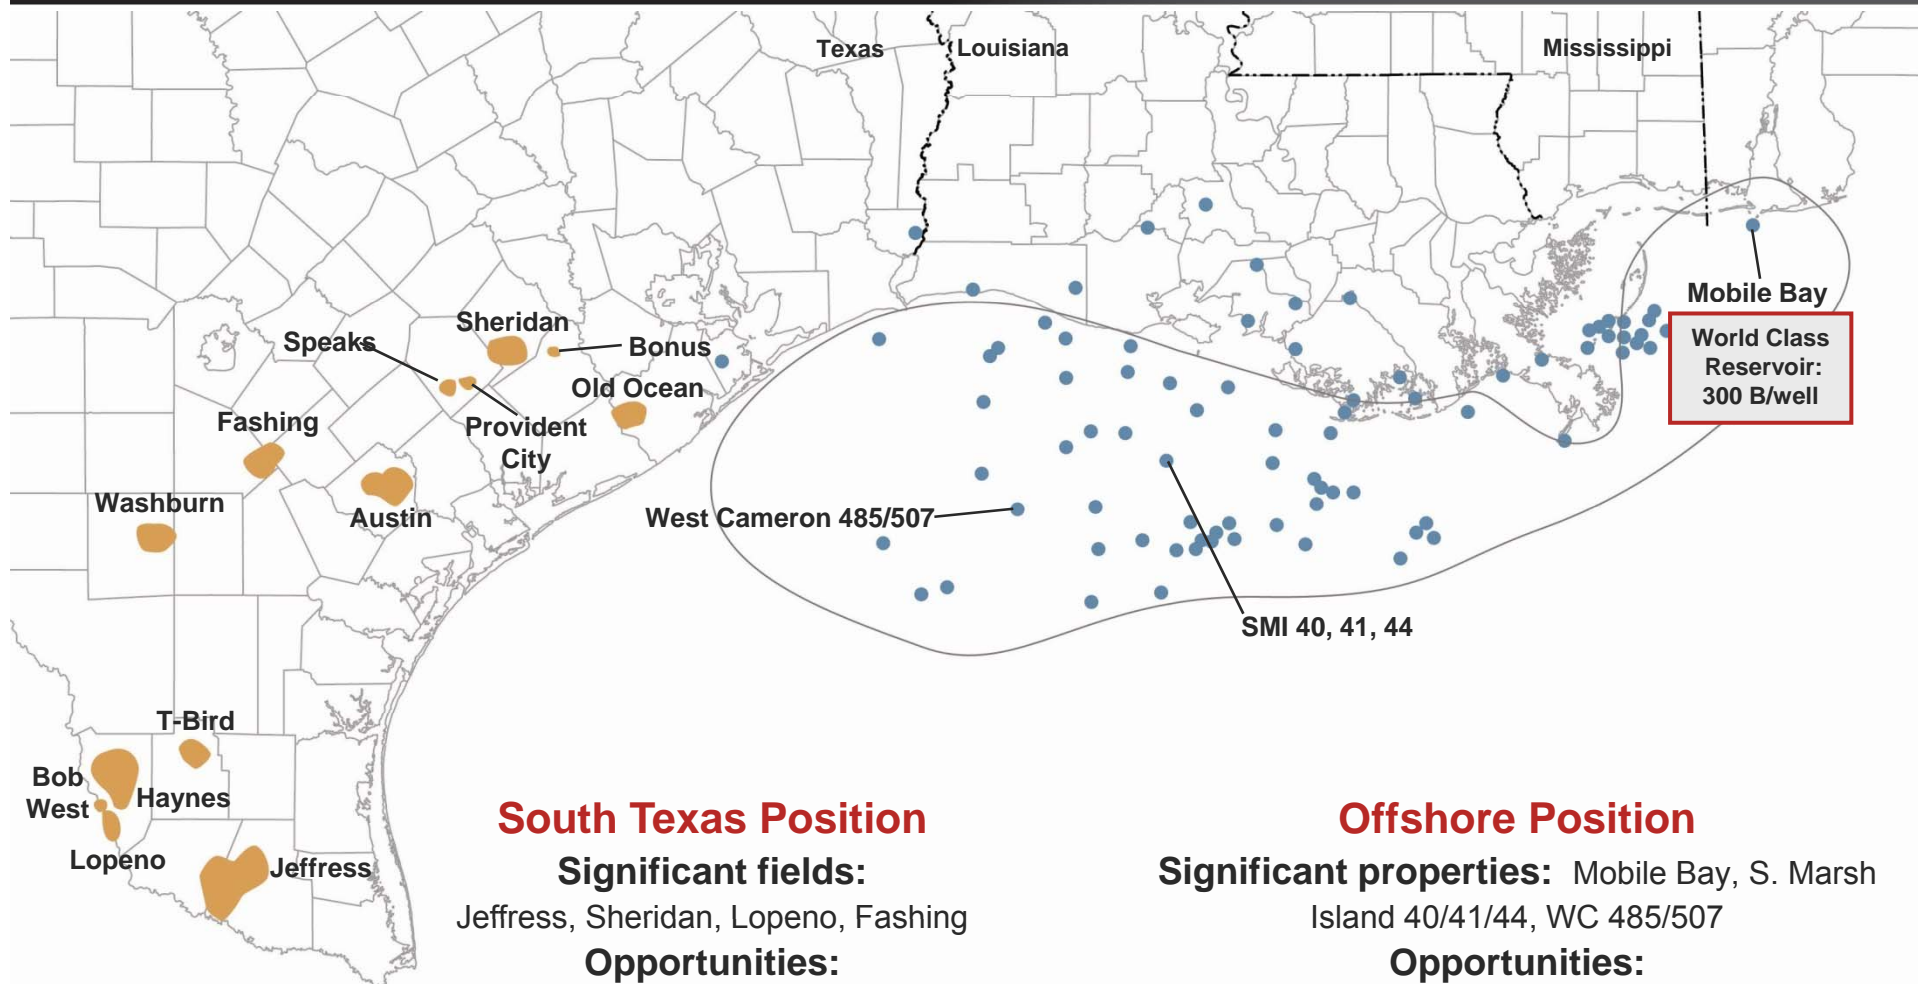 Texas
Louisiana
Mississippi
Mobile Bay
World Class
Reservoir:
300 B/well
Sheridan
Speaks
Bonus
Old Ocean
Fashing
Provident
City
Washburn
Austin
West Cameron 485/507
SMI 40, 41, 44
T-Bird
Bob
West
Haynes
Lopeno
Jeffress
South Texas Position
Significant fields:
Jeffress, Sheridan, Lopeno, Fashing
Opportunities:
Offshore Position
Significant properties: Mobile Bay, S. Marsh
Island 40/41/44, WC 485/507
Opportunities: